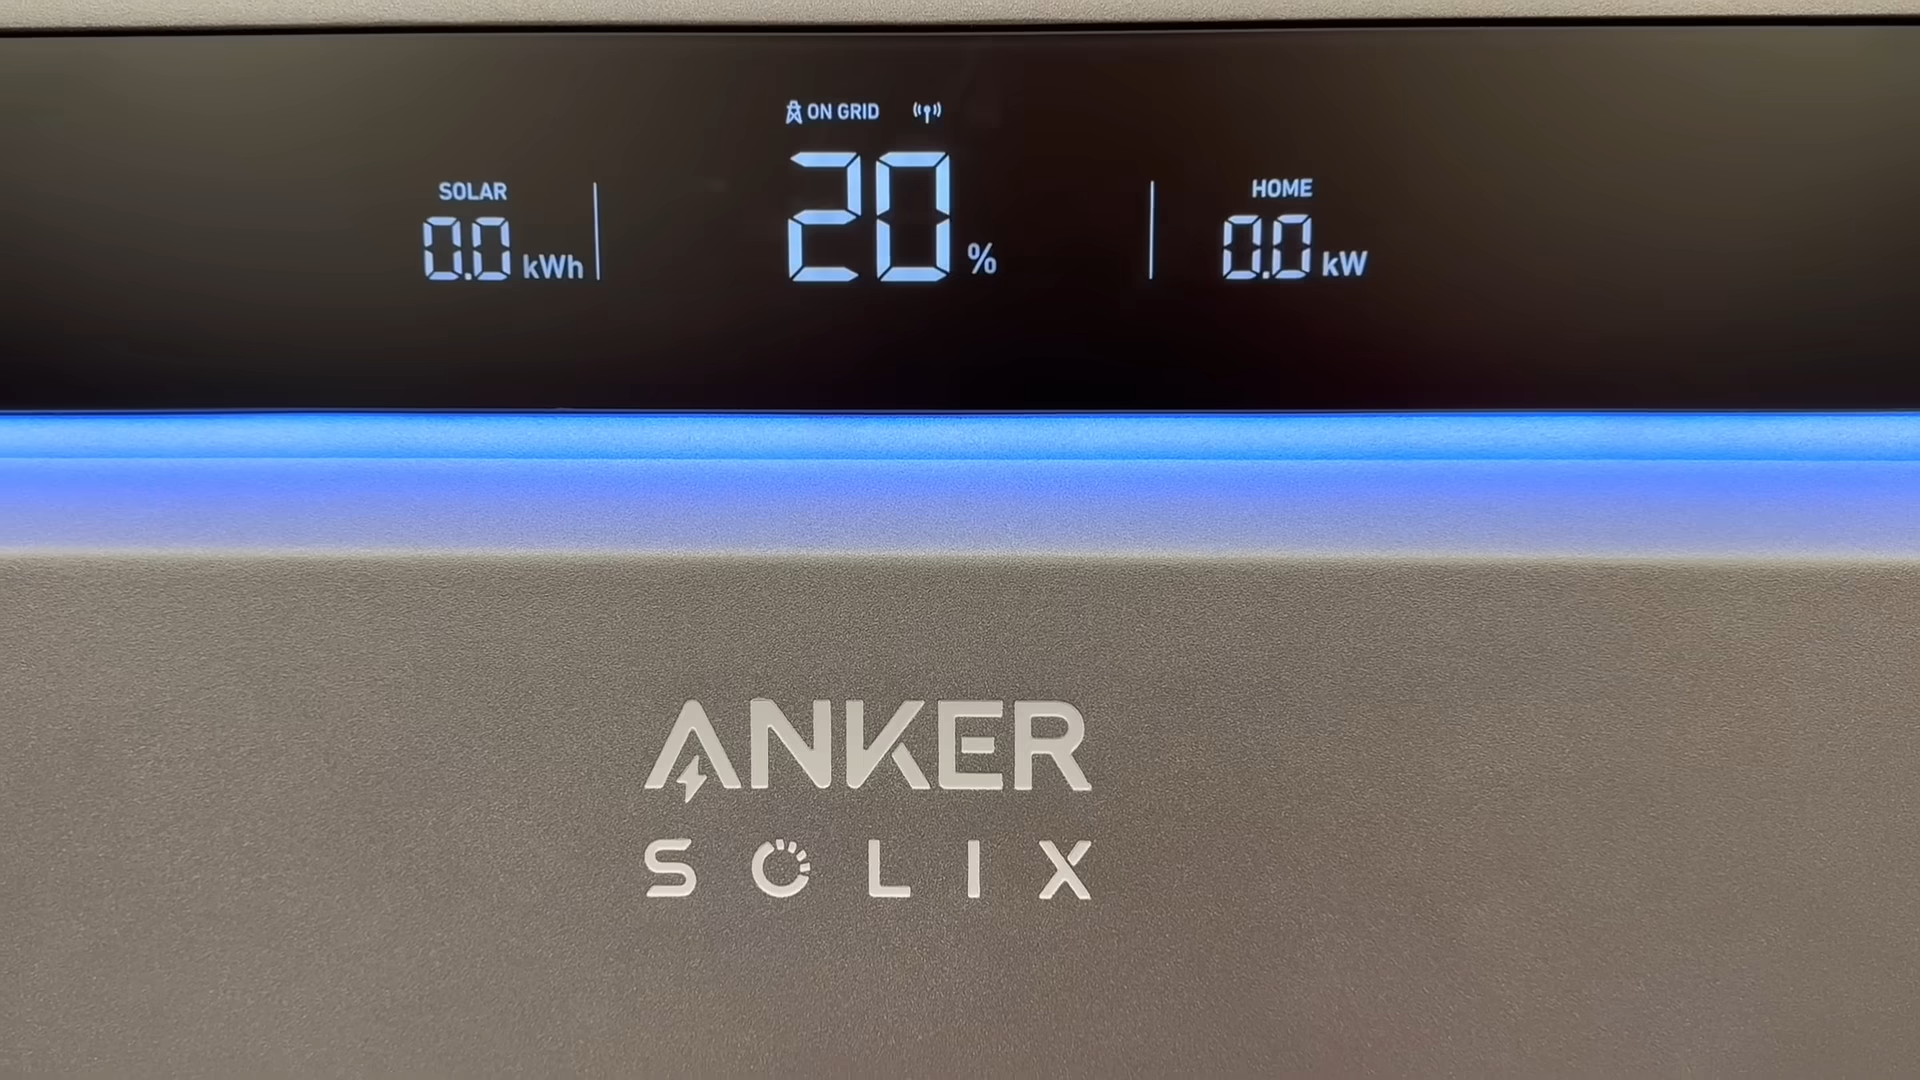 ON GRID
SOLAR
0.0 kWh
20 %
HOME
0.0 kW
ANKER
SOLIX